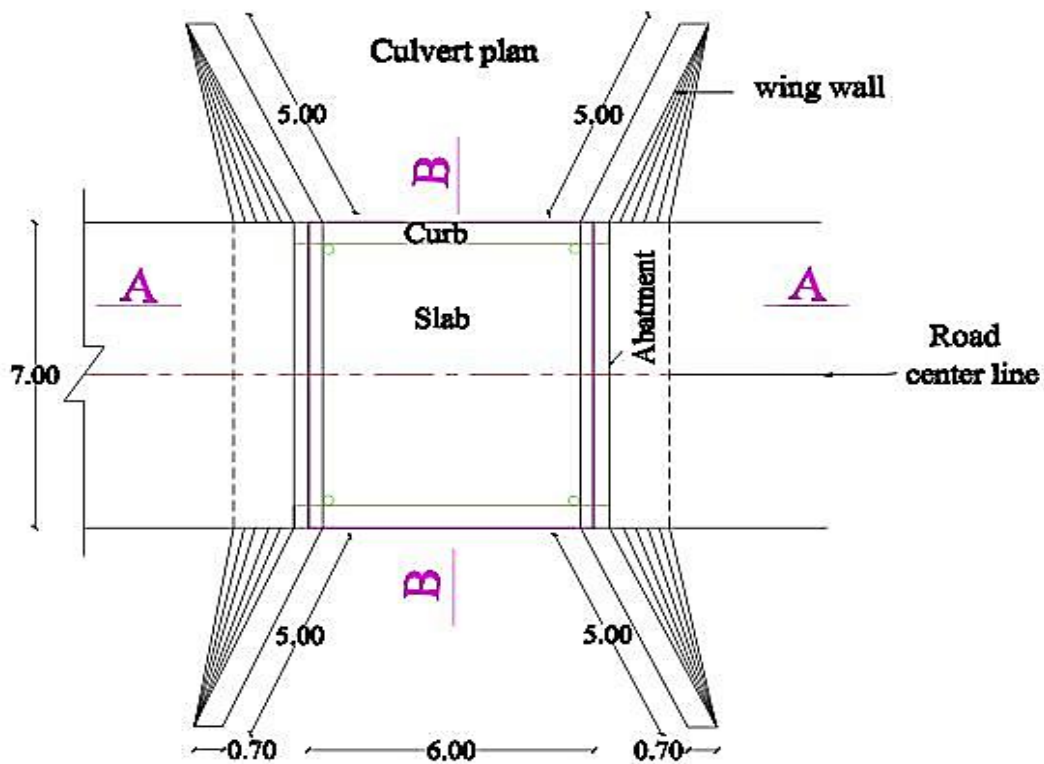 Culvert plan
wing wall
5.00
5.00
B
Curb
A
Slab
Abatment
A
Road
center line
7.00
B
5.00
5.00
0.70
6.00
0.70